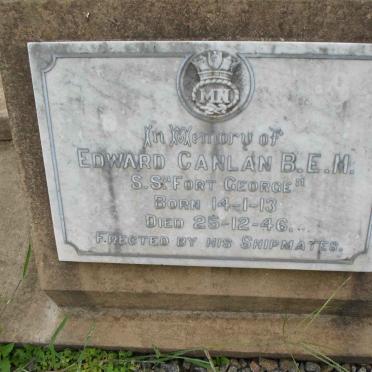 MN
In Memory of
EDWARD CANLAN B.E.M.
S.S. "FORT GEORGE"
BORN 14-1-13
DIED 25-12-46.
ERECTED BY HIS SHIPMATES.